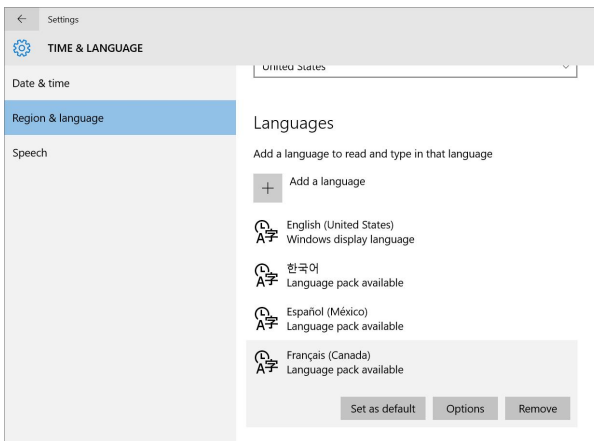 Settings
TIME & LANGUAGE
Date & time
Region & language
Speech
United States
Languages
Add a language to read and type in that language
Add a language
English (United States)
Windows display language
한국어
Language pack available
Español (México)
Language pack available
Français (Canada)
Language pack available
Set as default Options Remove